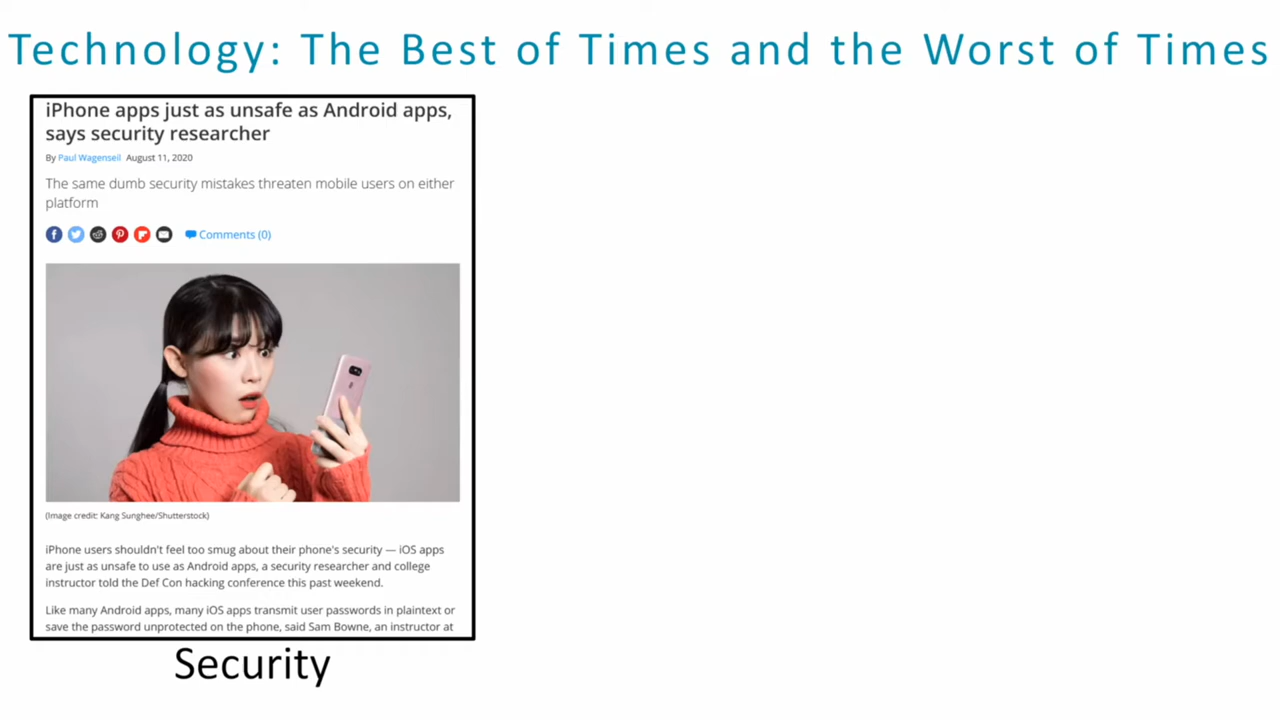 Technology: The Best of Times and the Worst of Times
iPhone apps just as unsafe as Android apps,
says security researcher
By Paul Wagenseil August 11, 2020
The same dumb security mistakes threaten mobile users on either
platform
Comments (0)
(Image credit: Kang Sunghee/Shutterstock)
iPhone users shouldn't feel too smug about their phone's security — iOS apps
are just as unsafe to use as Android apps, a security researcher and college
instructor told the Def Con hacking conference this past weekend.
Like many Android apps, many iOS apps transmit user passwords in plaintext or
save the password unprotected on the phone, said Sam Bowne, an instructor at
Security